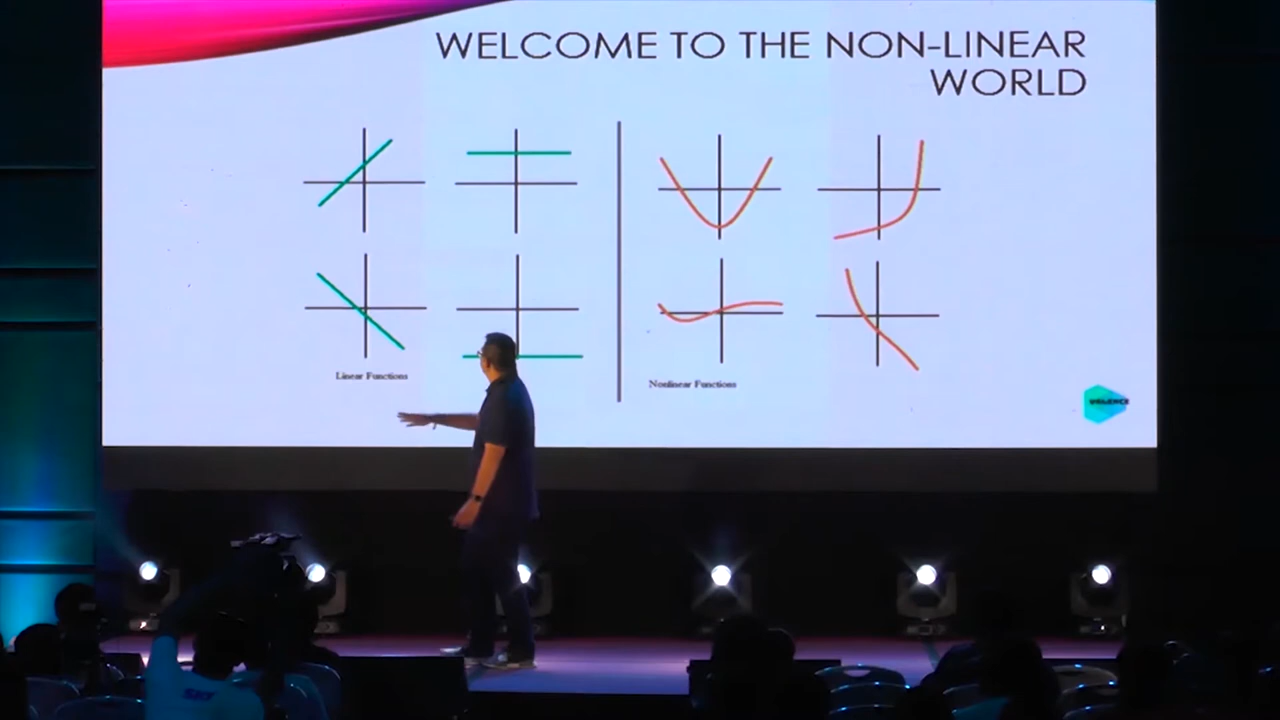 WELCOME TO THE NON-LINEAR
WORLD
Linear Functions
Nonlinear Functions